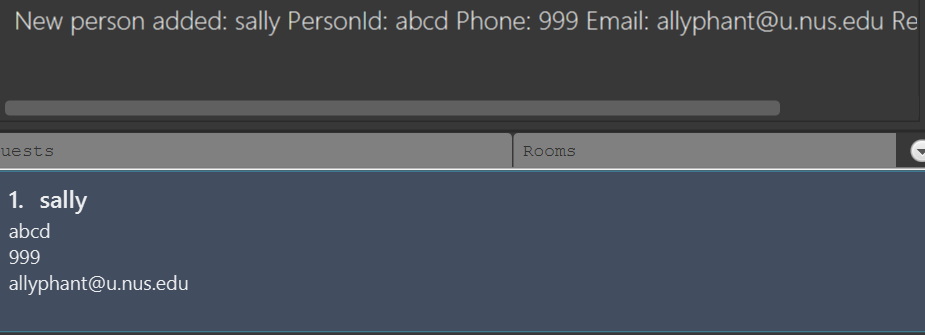 New person added: sally PersonId: abcd Phone: 999 Email: allyphant@u.nus.edu Re
uests
Rooms
1. sally
abcd
999
allyphant@u.nus.edu